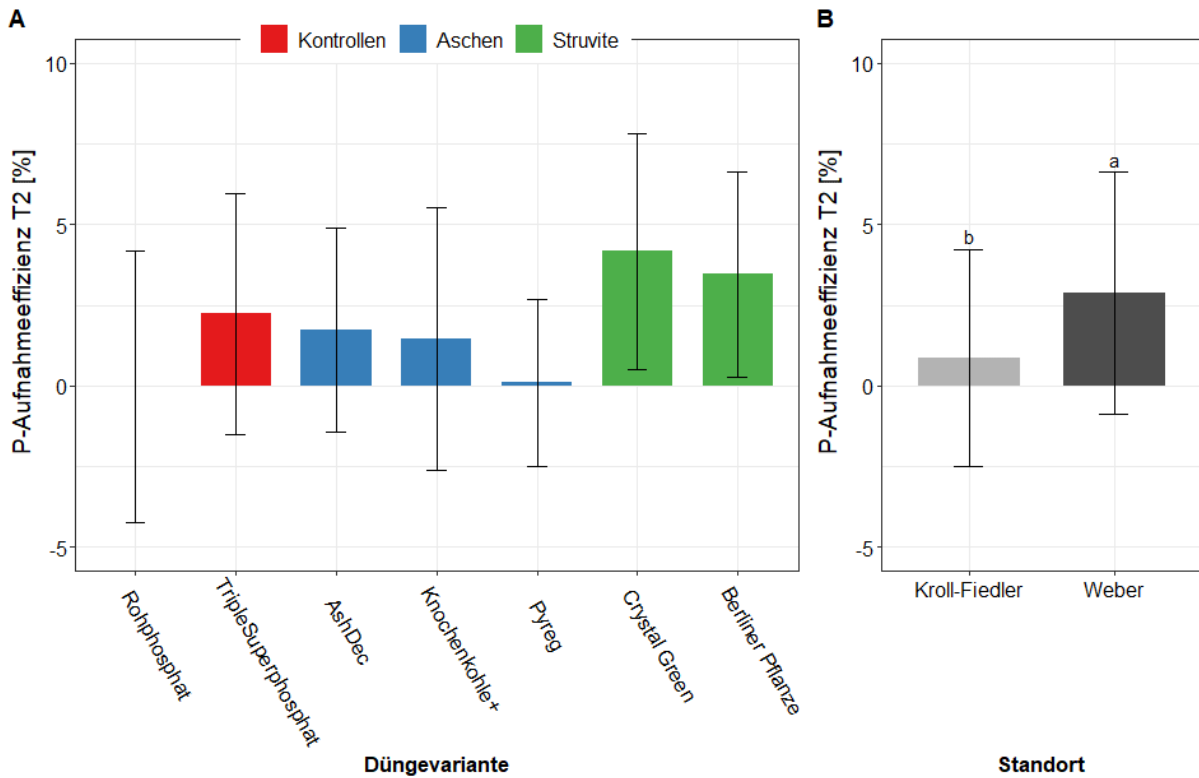 A
Kontrollen
Aschen
Struvite
P-Aufnahmeeffizienz T2 [%]
10
5
0
-5
Rohphosphat
TripleSuperphosphat
AshDec
Knochenkohle+
Pyreg
Crystal Green
Berliner Pflanze
Düngevariante
B
P-Aufnahmeeffizienz T2 [%]
10
5
0
-5
b
a
Kroll-Fiedler
Weber
Standort